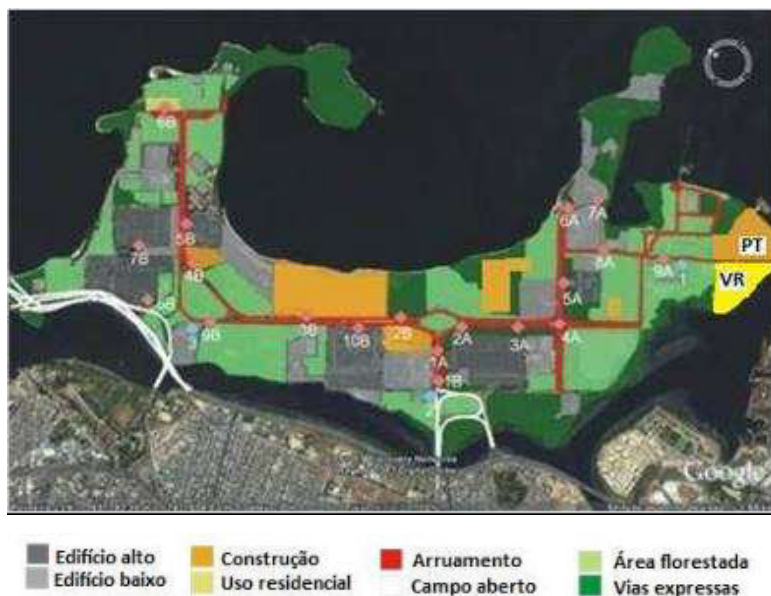 6B
5B
7B
4B
6A
7A
8A
9A
PT
VR
5A
9B
3B
10B
2B
2A
3A
4A
1A
1B
Google
Edifício alto
Construção
Arruamento
Área florestada
Edifício baixo
Uso residencial
Campo aberto
Vias expressas